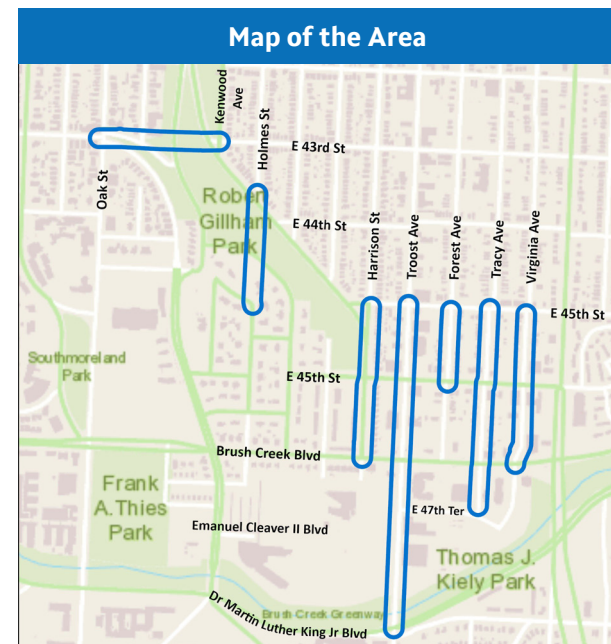 Map of the Area
Kenwood
Ave
Holmes St
E 43rd St
Oak St
Robert
Gillham
Park
E 44th St
Harrison St
Troost Ave
Forest Ave
Tracy Ave
Virginia Ave
E 45th St
Southmoreland
Park
E 45th St
Brush Creek Blvd
Frank
A. Theis
Park
E 47th Ter
Emanuel Cleaver II Blvd
Thomas J.
Kiely Park
Dr Martin Luther King Jr Blvd
Brush Creek Greenway